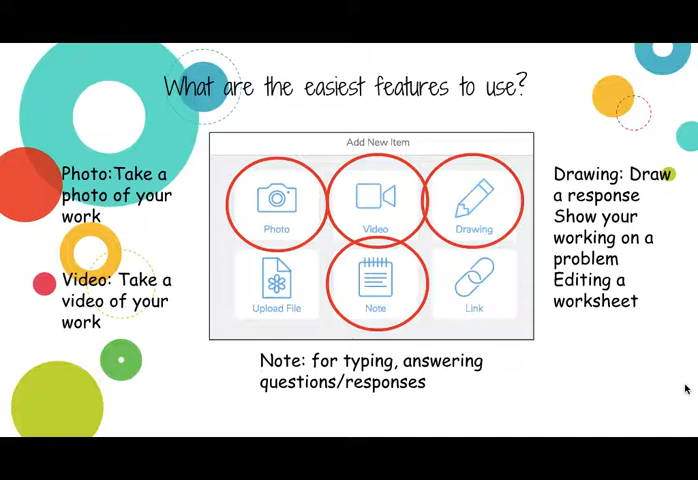 What are the easiest features to use?
Photo:Take a
photo of your
work
Video: Take a
video of your
work
Add New Item
Photo
Video
Drawing
Upload File
Note
Link
Drawing: Draw
a response
Show your
working on a
problem
Editing a
worksheet
Note: for typing, answering
questions/responses